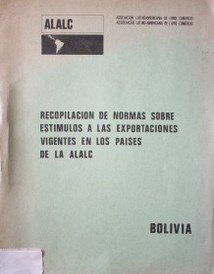 ALALC
ASOCIACION LATINOAMERICANA DE LIBRE COMERCIO
ASSOCIAÇÃO LATINO-AMERICANA DE LIVRE COMÉRCIO
RECOPILACION DE NORMAS SOBRE
ESTIMULOS A LAS EXPORTACIONES
VIGENTES EN LOS PAISES
DE LA ALALC
BOLIVIA